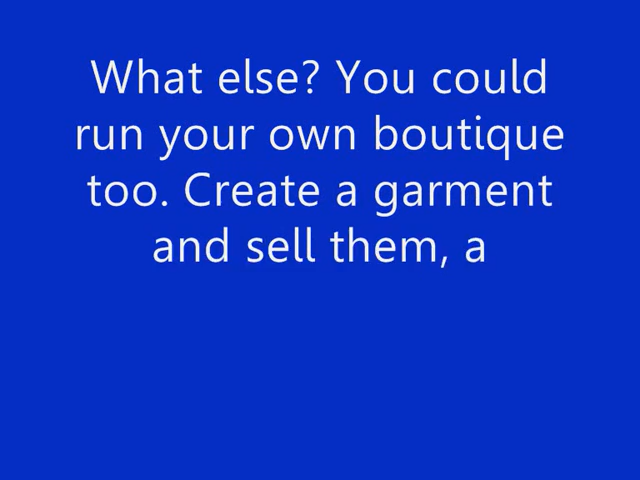 What else? You could
run your own boutique
too. Create a garment
and sell them, a